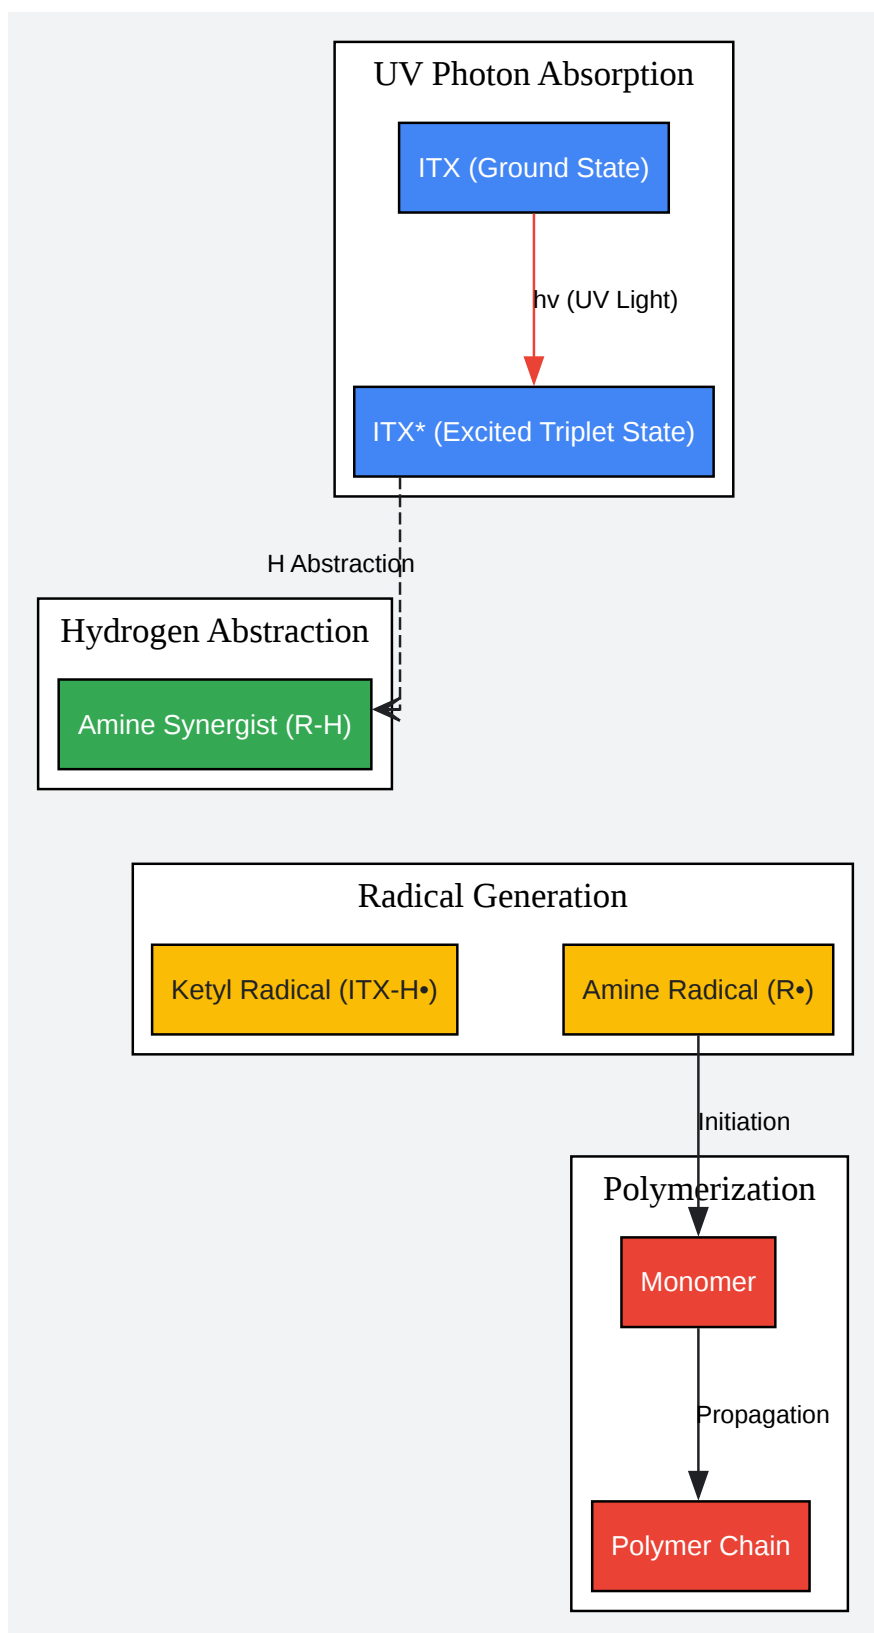 UV Photon Absorption
ITX (Ground State)
hv (UV Light)
ITX* (Excited Triplet State)
H Abstraction
Hydrogen Abstraction
Amine Synergist (R-H)
Radical Generation
Ketyl Radical (ITX-H•)
Amine Radical (R•)
Initiation
Polymerization
Monomer
Propagation
Polymer Chain